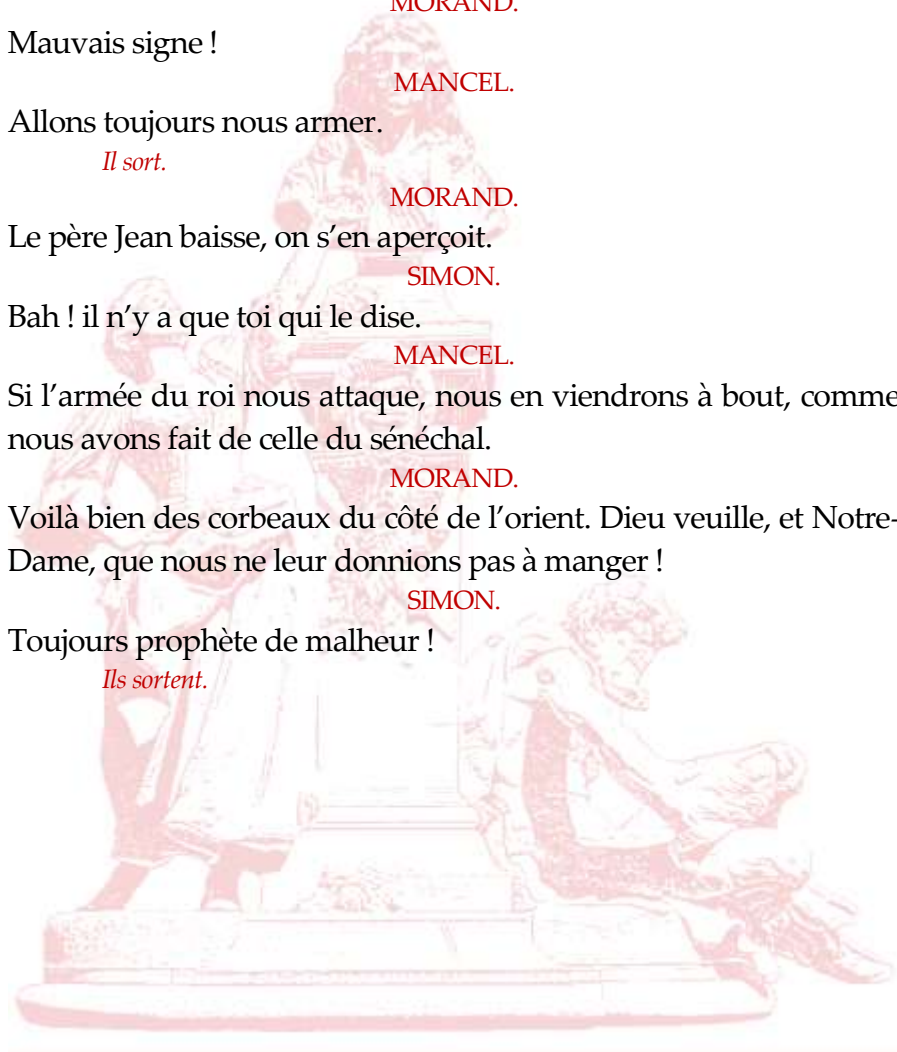 MORAND.
Mauvais signe !
MANCEL.
Allons toujours nous armer.
Il sort.
MORAND.
Le père Jean baisse, on s’en aperçoit.
SIMON.
Bah ! il n’y a que toi qui le dise.
MANCEL.
Si l’armée du roi nous attaque, nous en viendrons à bout, comme
nous avons fait de celle du sénéchal.
MORAND.
Voilà bien des corbeaux du côté de l’orient. Dieu veuille, et Notre-
Dame, que nous ne leur donnions pas à manger !
SIMON.
Toujours prophète de malheur !
Ils sortent.